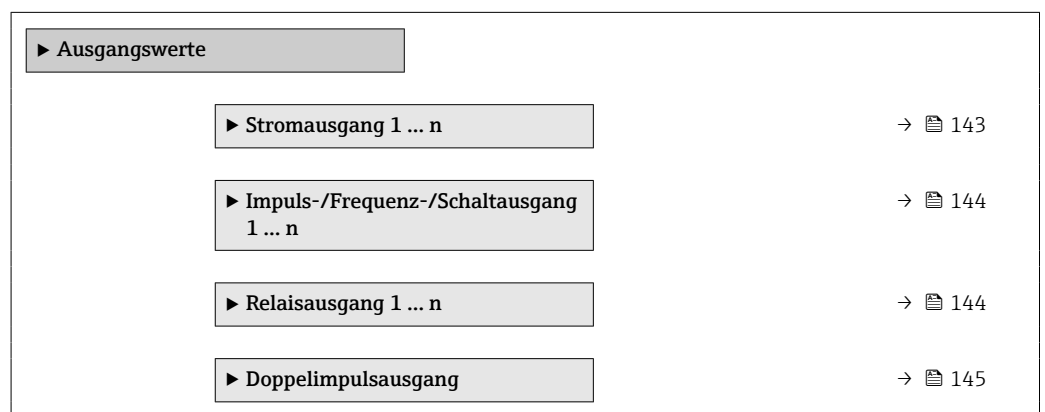 ▶ Ausgangswerte
▶ Stromausgang 1 … n → 143
▶ Impuls-/Frequenz-/Schaltausgang → 144
1 … n
▶ Relaisausgang 1 … n → 144
▶ Doppelimpulsausgang → 145